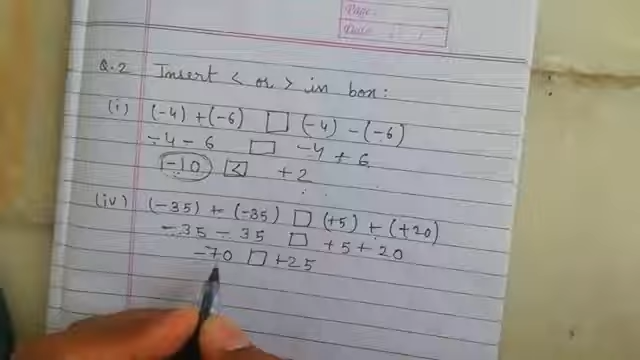 Page:
Date:
Q.2 Insert < or > in box:
(i) (-4) + (-6) □ (-4) - (-6)
-4 - 6 □ -4 + 6
-10 < +2
(iv) (-35) + (-35) □ (+5) + (+20)
-35 - 35 □ +5 + 20
-70 □ +25